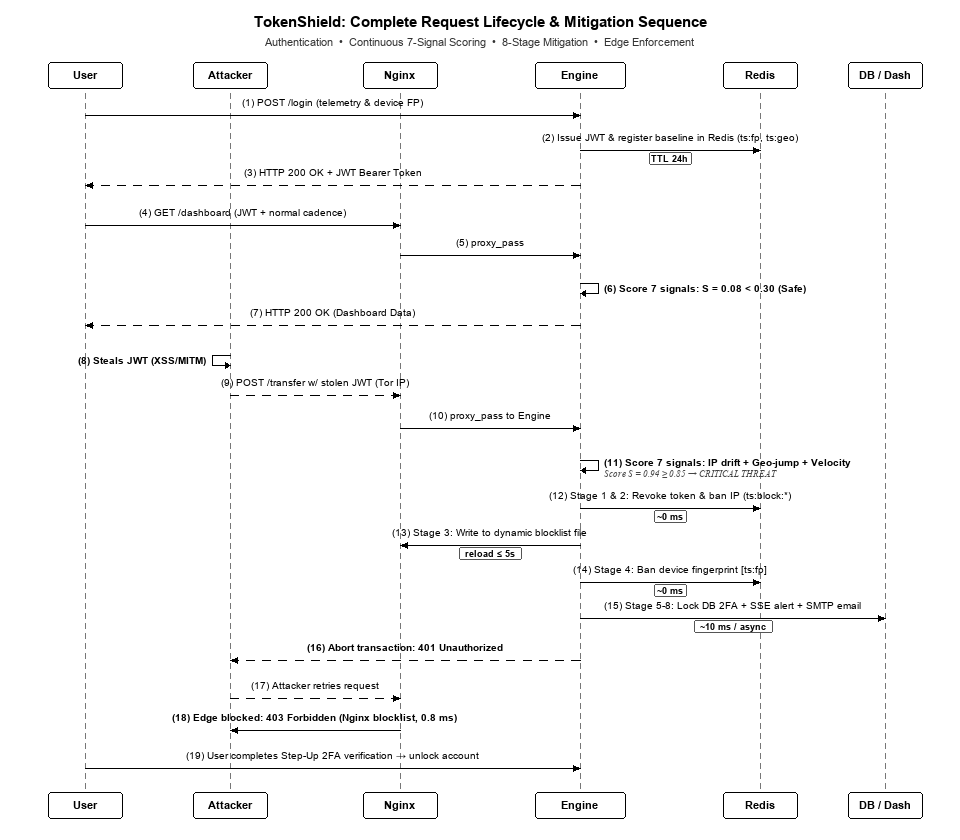 TokenShield: Complete Request Lifecycle & Mitigation Sequence
Authentication • Continuous 7-Signal Scoring • 8-Stage Mitigation • Edge Enforcement
User Attacker Nginx Engine Redis DB / Dash
(1) POST /login (telemetry & device FP)
(2) Issue JWT & register baseline in Redis (ts:fp, ts:geo)
TTL 24h
(3) HTTP 200 OK + JWT Bearer Token
(4) GET /dashboard (JWT + normal cadence)
(5) proxy_pass
(6) Score 7 signals: S = 0.08 < 0.30 (Safe)
(7) HTTP 200 OK (Dashboard Data)
(8) Steals JWT (XSS/MITM)
(9) POST /transfer w/ stolen JWT (Tor IP)
(10) proxy_pass to Engine
(11) Score 7 signals: IP drift + Geo-jump + Velocity
Score S = 0.94 ≥ 0.85 → CRITICAL THREAT
(12) Stage 1 & 2: Revoke token & ban IP (ts:block:*)
~0 ms
(13) Stage 3: Write to dynamic blocklist file
reload ≤ 5s
(14) Stage 4: Ban device fingerprint [ts:fp]
~0 ms
(15) Stage 5-8: Lock DB 2FA + SSE alert + SMTP email
~10 ms / async
(16) Abort transaction: 401 Unauthorized
(17) Attacker retries request
(18) Edge blocked: 403 Forbidden (Nginx blocklist, 0.8 ms)
(19) User completes Step-Up 2FA verification → unlock account
User Attacker Nginx Engine Redis DB / Dash